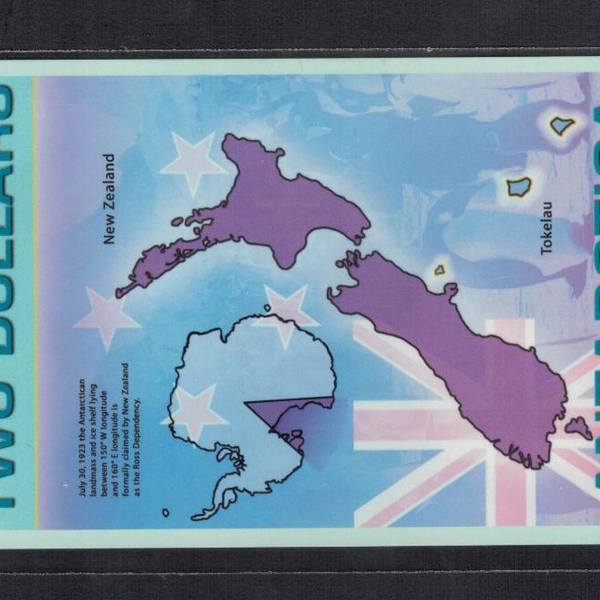 TWO DOLLARS
New Zealand
July 30, 1923 the Antarctican
landmass and ice shelf lying
between 150° W longitude
and 160° E longitude is
formally claimed by New Zealand
as the Ross Dependency.
Tokelau